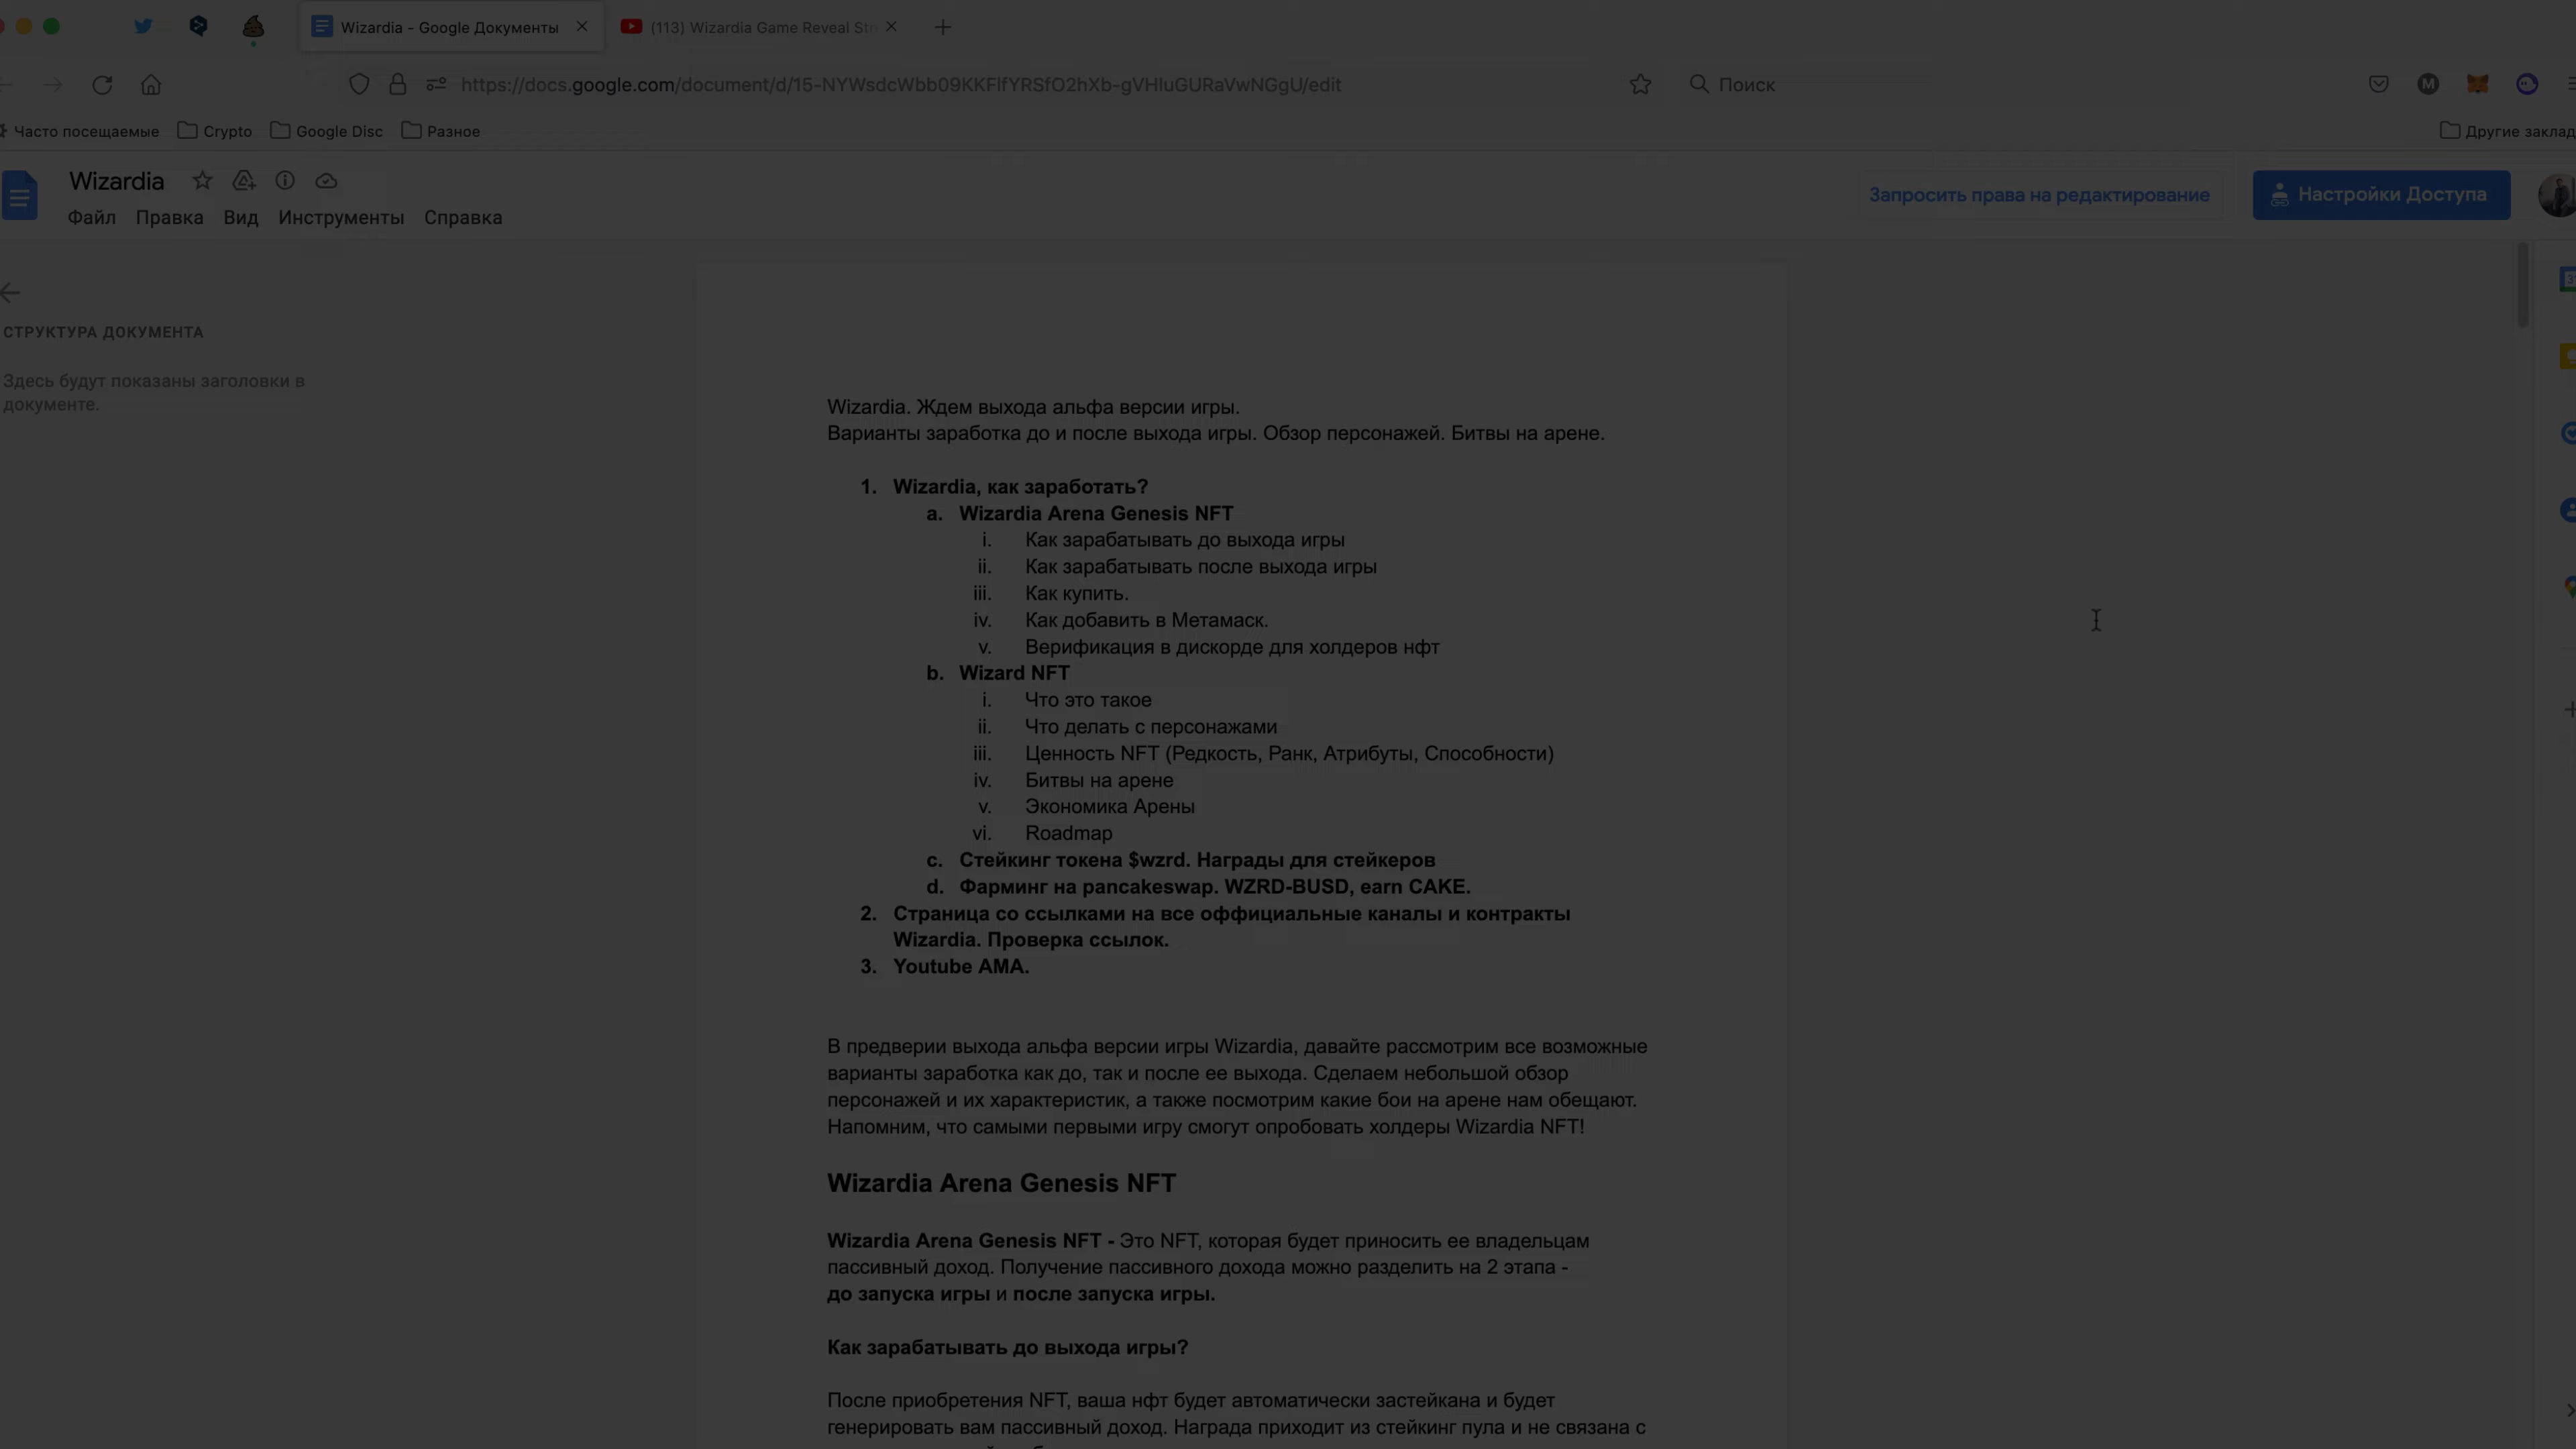 Wizardia - Google Документы
(113) Wizardia Game Reveal Str
https://docs.google.com/document/d/15-NYWsdcWbb09KKFlfYRSfO2hXb-gVHluGURaVwNGgU/edit
Поиск
Часто посещаемые
Crypto
Google Disc
Разное
Другие заклад
Wizardia
Файл Правка Вид Инструменты Справка
Запросить права на редактирование
Настройки Доступа
СТРУКТУРА ДОКУМЕНТА
Здесь будут показаны заголовки в
документе.
Wizardia. Ждем выхода альфа версии игры.
Варианты заработка до и после выхода игры. Обзор персонажей. Битвы на арене.
1. Wizardia, как заработать?
a. Wizardia Arena Genesis NFT
i. Как зарабатывать до выхода игры
ii. Как зарабатывать после выхода игры
iii. Как купить.
iv. Как добавить в Метамаск.
v. Верификация в дискорде для холдеров нфт
b. Wizard NFT
i. Что это такое
ii. Что делать с персонажами
iii. Ценность NFT (Редкость, Ранк, Атрибуты, Способности)
iv. Битвы на арене
v. Экономика Арены
vi. Roadmap
c. Стейкинг токена $wzrd. Награды для стейкеров
d. Фарминг на pancakeswap. WZRD-BUSD, earn CAKE.
2. Страница со ссылками на все оффициальные каналы и контракты
Wizardia. Проверка ссылок.
3. Youtube AMA.
В предверии выхода альфа версии игры Wizardia, давайте рассмотрим все возможные
варианты заработка как до, так и после ее выхода. Сделаем небольшой обзор
персонажей и их характеристик, а также посмотрим какие бои на арене нам обещают.
Напомним, что самыми первыми игру смогут опробовать холдеры Wizardia NFT!
Wizardia Arena Genesis NFT
Wizardia Arena Genesis NFT - Это NFT, которая будет приносить ее владельцам
пассивный доход. Получение пассивного дохода можно разделить на 2 этапа -
до запуска игры и после запуска игры.
Как зарабатывать до выхода игры?
После приобретения NFT, ваша нфт будет автоматически застейкана и будет
генерировать вам пассивный доход. Награда приходит из стейкинг пула и не связана с